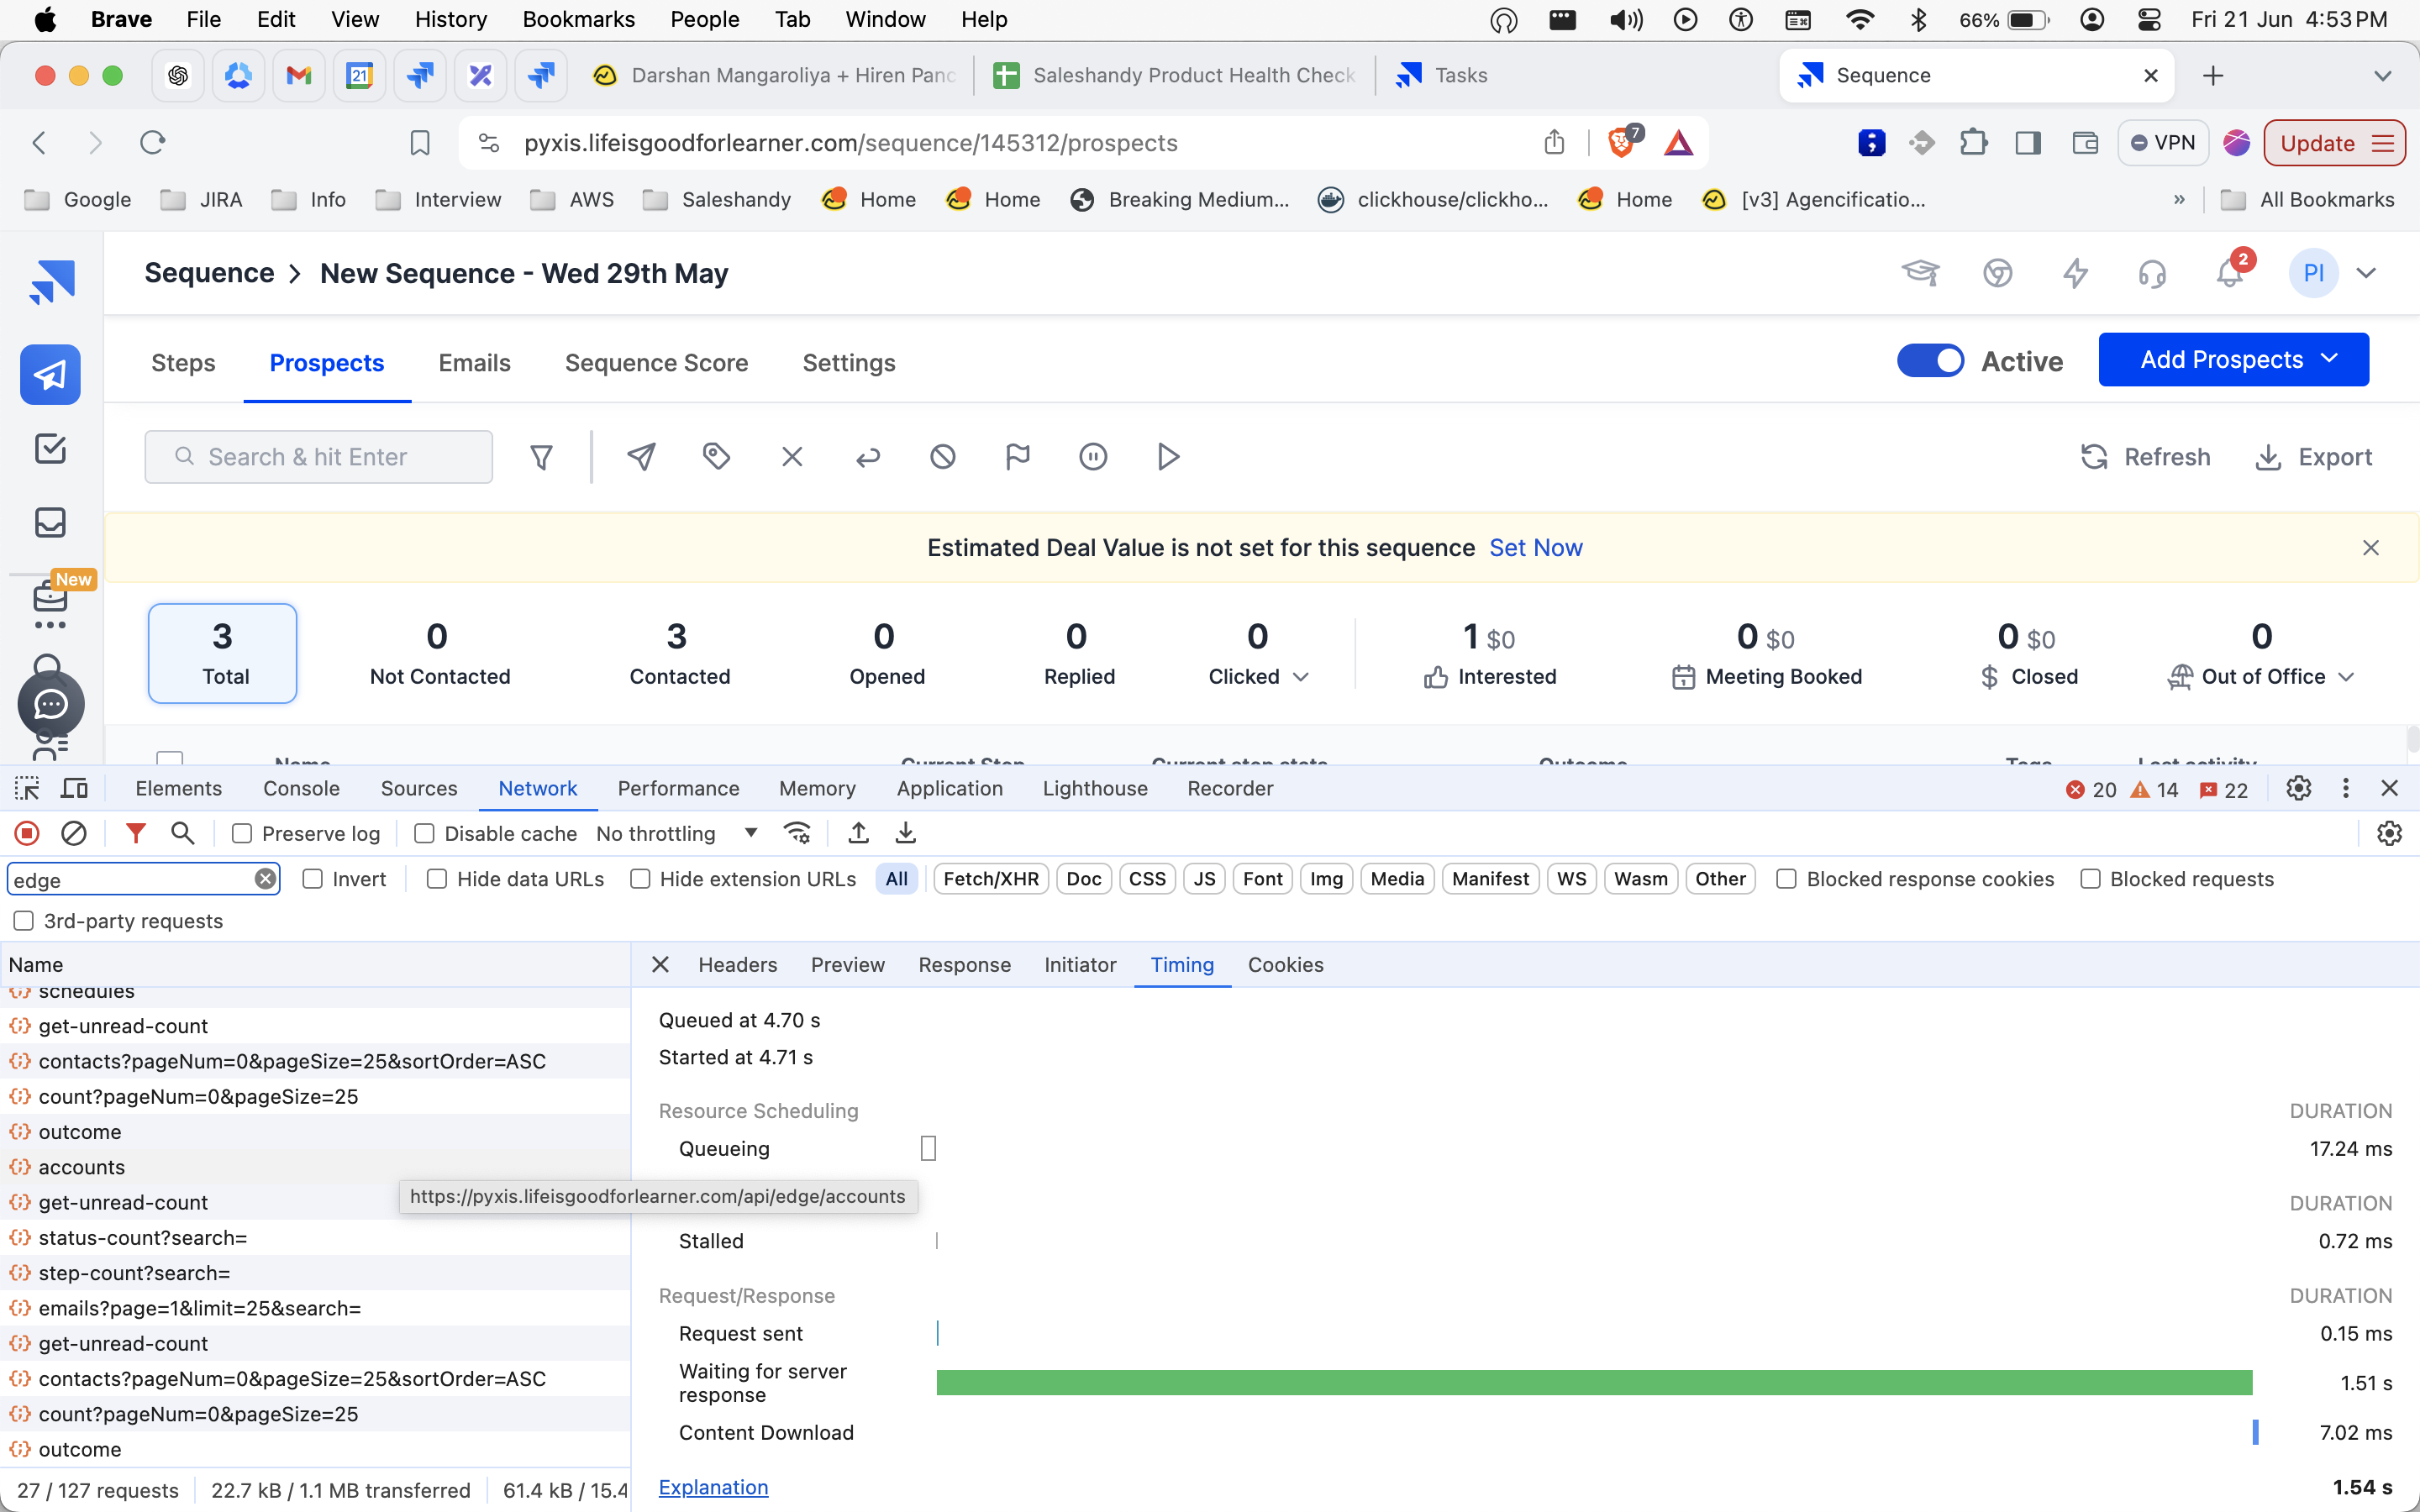 Brave File Edit View History Bookmarks People Tab Window Help 66% Fri 21 Jun 4:53 PM
21 Darshan Mangaroliya + Hiren Panc Saleshandy Product Health Check Tasks Sequence
pyxis.lifeisgoodforlearner.com/sequence/145312/prospects 7 VPN Update
Google JIRA Info Interview AWS Saleshandy Home Home Breaking Medium... clickhouse/clickho... Home [v3] Agencificatio... » All Bookmarks
Sequence > New Sequence - Wed 29th May 2 PI
Steps Prospects Emails Sequence Score Settings Active Add Prospects
Search & hit Enter Refresh Export
Estimated Deal Value is not set for this sequence Set Now
New
3 0 3 0 0 0 1 $0 0 $0 0 $0 0
Total Not Contacted Contacted Opened Replied Clicked Interested Meeting Booked Closed Out of Office
Name Current Step Current step stats Outcome Tags Last activity
Elements Console Sources Network Performance Memory Application Lighthouse Recorder 20 14 22
Preserve log Disable cache No throttling
edge Invert Hide data URLs Hide extension URLs All Fetch/XHR Doc CSS JS Font Img Media Manifest WS Wasm Other Blocked response cookies Blocked requests
3rd-party requests
Name Headers Preview Response Initiator Timing Cookies
schedules
get-unread-count
contacts?pageNum=0&pageSize=25&sortOrder=ASC
count?pageNum=0&pageSize=25
outcome
accounts
get-unread-count
status-count?search=
step-count?search=
emails?page=1&limit=25&search=
get-unread-count
contacts?pageNum=0&pageSize=25&sortOrder=ASC
count?pageNum=0&pageSize=25
outcome
27 / 127 requests 22.7 kB / 1.1 MB transferred 61.4 kB / 15.4
https://pyxis.lifeisgoodforlearner.com/api/edge/accounts
Queued at 4.70 s
Started at 4.71 s
Resource Scheduling DURATION
Queueing 17.24 ms
DURATION
Stalled 0.72 ms
Request/Response DURATION
Request sent 0.15 ms
Waiting for server
response 1.51 s
Content Download 7.02 ms
Explanation 1.54 s